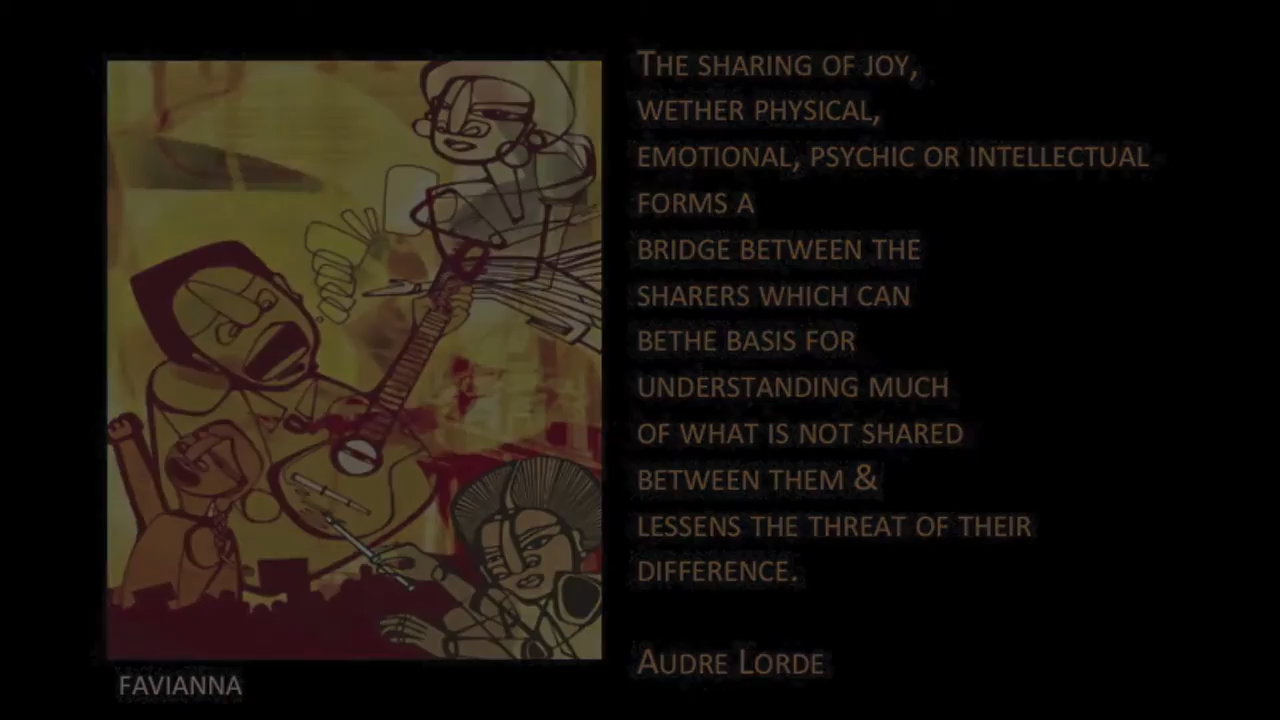 THE SHARING OF JOY,
WETHER PHYSICAL,
EMOTIONAL, PSYCHIC OR INTELLECTUAL
FORMS A
BRIDGE BETWEEN THE
SHARERS WHICH CAN
BETHE BASIS FOR
UNDERSTANDING MUCH
OF WHAT IS NOT SHARED
BETWEEN THEM &
LESSENS THE THREAT OF THEIR
DIFFERENCE.
AUDRE LORDE
FAVIANNA